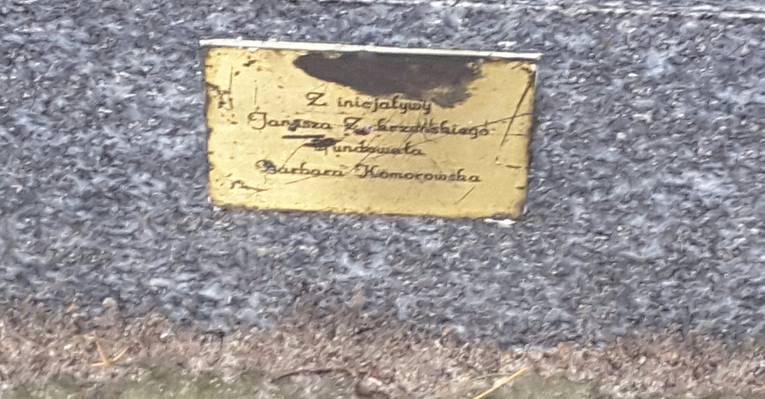 Z inicjatywy
Janusza
ufundowała
Barbara Komorowska